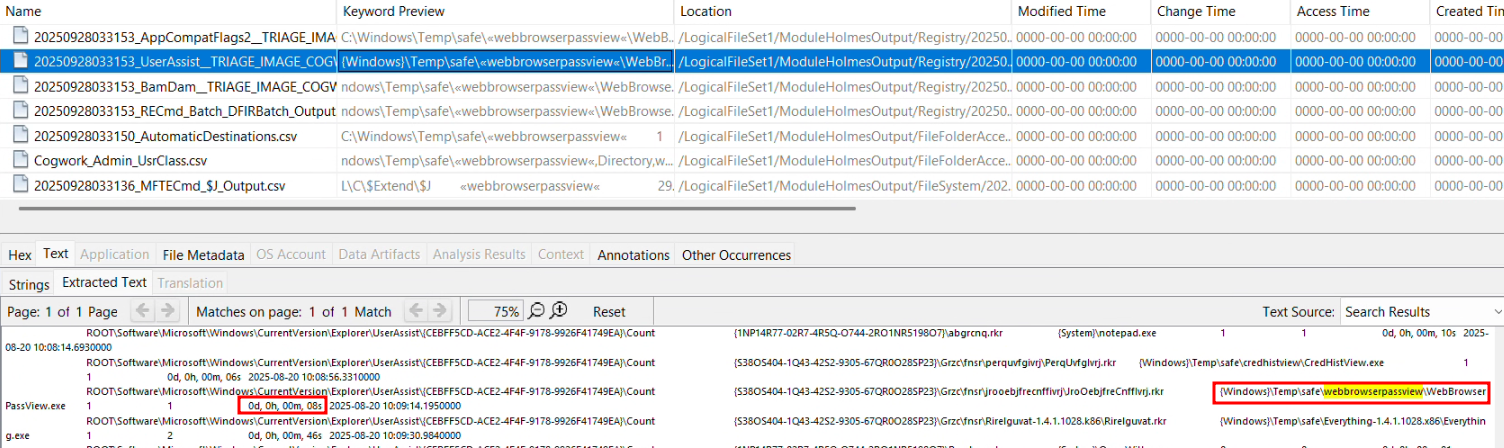 Name Keyword Preview Location Modified Time Change Time Access Time Created Tim
20250928033153_AppCompatFlags2__TRIAGE_IMA C:\Windows\Temp\safe\«webbrowserpassview«\WebB... /LogicalFileSet1/ModuleHolmesOutput/Registry/20250... 0000-00-00 00:00:00 0000-00-00 00:00:00 0000-00-00 00:00:00 0000-00-
20250928033153_UserAssist__TRIAGE_IMAGE_COGW {Windows}\Temp\safe\«webbrowserpassview«\WebBr... /LogicalFileSet1/ModuleHolmesOutput/Registry/20250... 0000-00-00 00:00:00 0000-00-00 00:00:00 0000-00-00 00:00:00 0000-00-
20250928033153_BamDam__TRIAGE_IMAGE_COGW ndows\Temp\safe\«webbrowserpassview«\WebBrowse... /LogicalFileSet1/ModuleHolmesOutput/Registry/20250... 0000-00-00 00:00:00 0000-00-00 00:00:00 0000-00-00 00:00:00 0000-00-
20250928033153_RECmd_Batch_DFIRBatch_Output ndows\Temp\safe\«webbrowserpassview«\WebBrowse... /LogicalFileSet1/ModuleHolmesOutput/Registry/20250... 0000-00-00 00:00:00 0000-00-00 00:00:00 0000-00-00 00:00:00 0000-00-
20250928033150_AutomaticDestinations.csv C:\Windows\Temp\safe\«webbrowserpassview« 1 /LogicalFileSet1/ModuleHolmesOutput/FileFolderAcce... 0000-00-00 00:00:00 0000-00-00 00:00:00 0000-00-00 00:00:00 0000-00-
Cogwork_Admin_UsrClass.csv ndows\Temp\safe\«webbrowserpassview«,Directory,w... /LogicalFileSet1/ModuleHolmesOutput/FileFolderAcce... 0000-00-00 00:00:00 0000-00-00 00:00:00 0000-00-00 00:00:00 0000-00-
20250928033136_MFTECmd_$J_Output.csv L\C\$Extend\$J «webbrowserpassview« 29. /LogicalFileSet1/ModuleHolmesOutput/FileSystem/202... 0000-00-00 00:00:00 0000-00-00 00:00:00 0000-00-00 00:00:00 0000-00-
Hex Text Application File Metadata OS Account Data Artifacts Analysis Results Context Annotations Other Occurrences
Strings Extracted Text Translation
Page: 1 of 1 Page Matches on page: 1 of 1 Match 75% Reset Text Source: Search Results
ROOT\Software\Microsoft\Windows\CurrentVersion\Explorer\UserAssist\{CEBFF5CD-ACE2-4F4F-9178-9926F41749EA}\Count {1NP14R77-02R7-4R5Q-O744-2RO1NR5198O7}\abgrcnq.rkr {System}\notepad.exe 1 1 0d, 0h, 00m, 10s 2025-
08-20 10:08:14.6930000
ROOT\Software\Microsoft\Windows\CurrentVersion\Explorer\UserAssist\{CEBFF5CD-ACE2-4F4F-9178-9926F41749EA}\Count {S38OS404-1Q43-42S2-9305-67QR0O28SP23}\Grzc\fnsr\perquvfgivrj\PerqUvfgIvrj.rkr {Windows}\Temp\safe\credhistview\CredHistView.exe 1
1 0d, 0h, 00m, 06s 2025-08-20 10:08:56.3310000
ROOT\Software\Microsoft\Windows\CurrentVersion\Explorer\UserAssist\{CEBFF5CD-ACE2-4F4F-9178-9926F41749EA}\Count {S38OS404-1Q43-42S2-9305-67QR0O28SP23}\Grzc\fnsr\jroоebjfrecnffivrj\JroOebjfreCnffIvrj.rkr {Windows}\Temp\safe\webbrowserpassview\WebBrowser
PassView.exe 1 1 0d, 0h, 00m, 08s 2025-08-20 10:09:14.1950000
ROOT\Software\Microsoft\Windows\CurrentVersion\Explorer\UserAssist\{CEBFF5CD-ACE2-4F4F-9178-9926F41749EA}\Count {S38OS404-1Q43-42S2-9305-67QR0O28SP23}\Grzc\fnsr\Rirelguvat-1.4.1.1028.k86\Rirelguvat.rkr {Windows}\Temp\safe\Everything-1.4.1.1028.x86\Everythin
g.exe 1 2 0d, 0h, 00m, 46s 2025-08-20 10:09:30.9840000